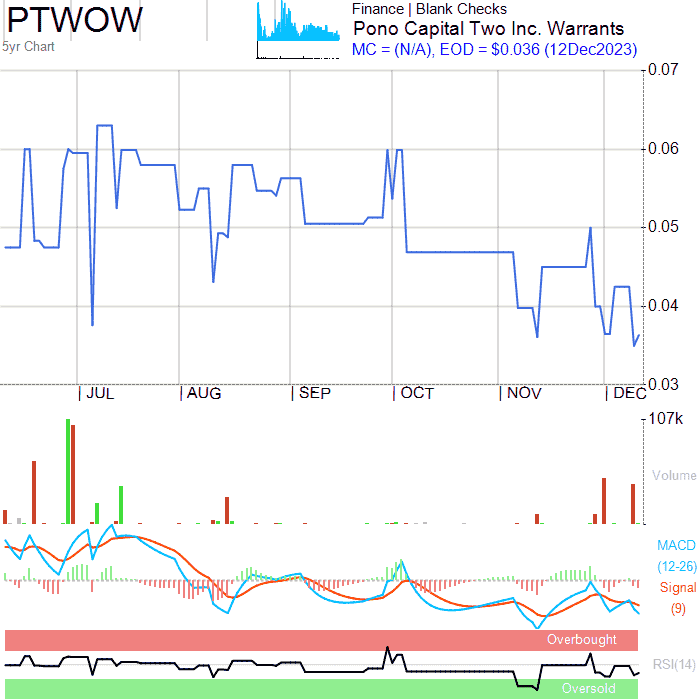 PTWOW
5yr Chart
Finance | Blank Checks
Pono Capital Two Inc. Warrants
MC = (N/A), EOD = $0.036 (12Dec2023)
0.07
0.06
0.05
0.04
0.03
| JUL | AUG | SEP | OCT | NOV | DEC
107k
Volume
MACD
(12-26)
Signal
(9)
Overbought
RSI(14)
Oversold